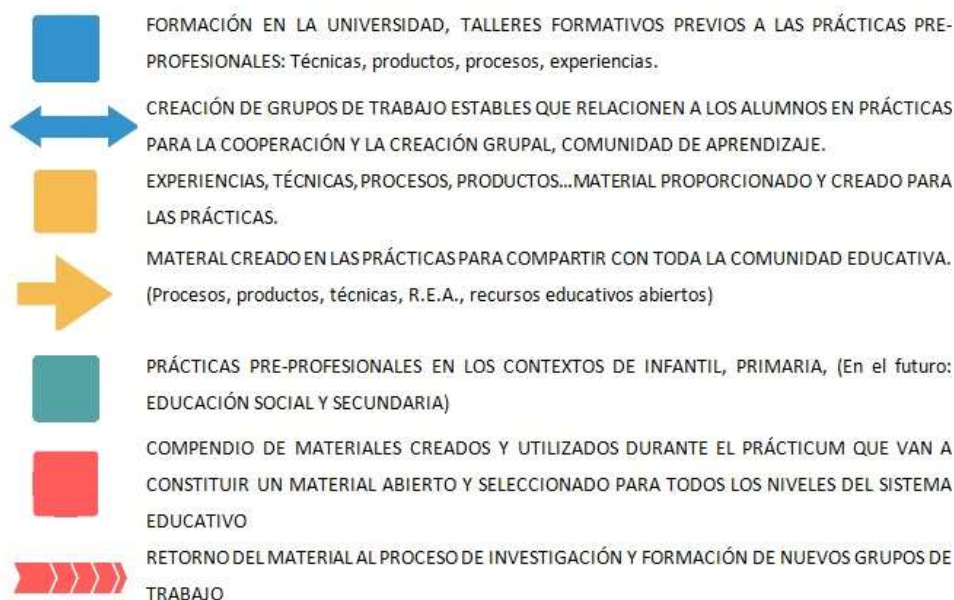 FORMACIÓN EN LA UNIVERSIDAD, TALLERES FORMATIVOS PREVIOS A LAS PRÁCTICAS PRE-
PROFESIONALES: Técnicas, productos, procesos, experiencias.
CREACIÓN DE GRUPOS DE TRABAJO ESTABLES QUE RELACIONEN A LOS ALUMNOS EN PRÁCTICAS
PARA LA COOPERACIÓN Y LA CREACIÓN GRUPAL, COMUNIDAD DE APRENDIZAJE.
EXPERIENCIAS, TÉCNICAS, PROCESOS, PRODUCTOS...MATERIAL PROPORCIONADO Y CREADO PARA
LAS PRÁCTICAS.
MATERAL CREADO EN LAS PRÁCTICAS PARA COMPARTIR CON TODA LA COMUNIDAD EDUCATIVA.
(Procesos, productos, técnicas, R.E.A., recursos educativos abiertos)
PRÁCTICAS PRE-PROFESIONALES EN LOS CONTEXTOS DE INFANTIL, PRIMARIA, (En el futuro:
EDUCACIÓN SOCIAL Y SECUNDARIA)
COMPENDIO DE MATERIALES CREADOS Y UTILIZADOS DURANTE EL PRÁCTICUM QUE VAN A
CONSTITUIR UN MATERIAL ABIERTO Y SELECCIONADO PARA TODOS LOS NIVELES DEL SISTEMA
EDUCATIVO
RETORNO DEL MATERIAL AL PROCESO DE INVESTIGACIÓN Y FORMACIÓN DE NUEVOS GRUPOS DE
TRABAJO